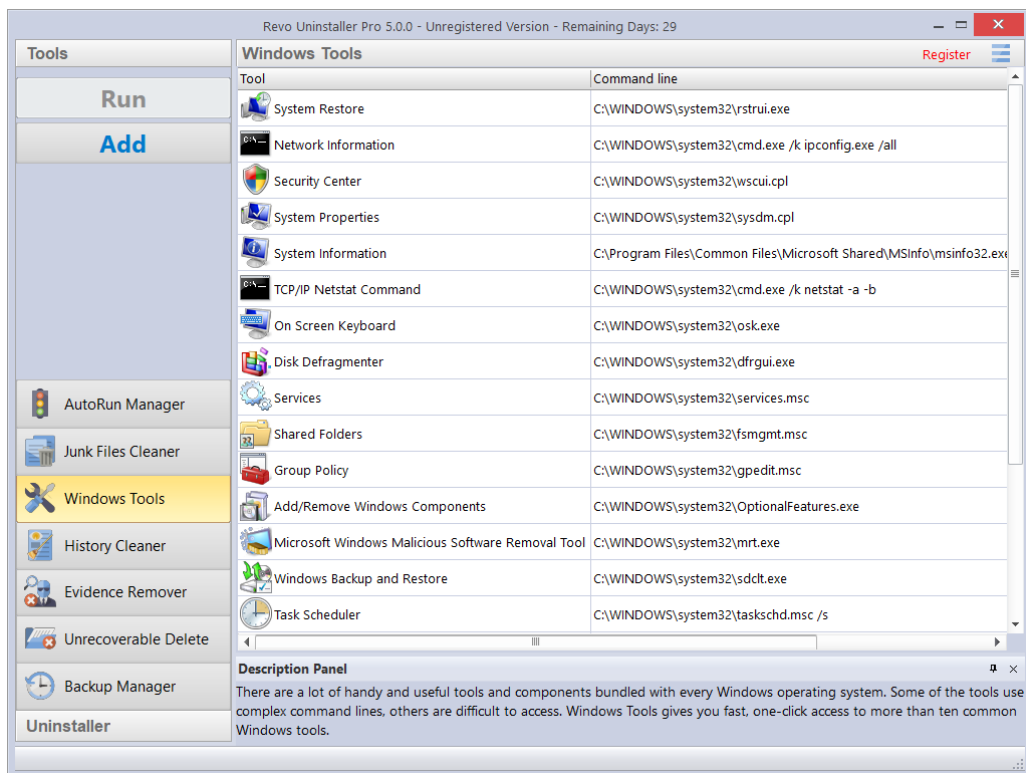 Revo Uninstaller Pro 5.0.0 - Unregistered Version - Remaining Days: 29
Tools
Run
Add
AutoRun Manager
Junk Files Cleaner
Windows Tools
History Cleaner
Evidence Remover
Unrecoverable Delete
Backup Manager
Uninstaller
Windows Tools
Register
Tool Command line
System Restore C:\WINDOWS\system32\rstrui.exe
Network Information C:\WINDOWS\system32\cmd.exe /k ipconfig.exe /all
Security Center C:\WINDOWS\system32\wscui.cpl
System Properties C:\WINDOWS\system32\sysdm.cpl
System Information C:\Program Files\Common Files\Microsoft Shared\MSInfo\msinfo32.exe
TCP/IP Netstat Command C:\WINDOWS\system32\cmd.exe /k netstat -a -b
On Screen Keyboard C:\WINDOWS\system32\osk.exe
Disk Defragmenter C:\WINDOWS\system32\dfrgui.exe
Services C:\WINDOWS\system32\services.msc
Shared Folders C:\WINDOWS\system32\fsmgmt.msc
Group Policy C:\WINDOWS\system32\gpedit.msc
Add/Remove Windows Components C:\WINDOWS\system32\OptionalFeatures.exe
Microsoft Windows Malicious Software Removal Tool C:\WINDOWS\system32\mrt.exe
Windows Backup and Restore C:\WINDOWS\system32\sdclt.exe
Task Scheduler C:\WINDOWS\system32\taskschd.msc /s
Description Panel
There are a lot of handy and useful tools and components bundled with every Windows operating system. Some of the tools use
complex command lines, others are difficult to access. Windows Tools gives you fast, one-click access to more than ten common
Windows tools.